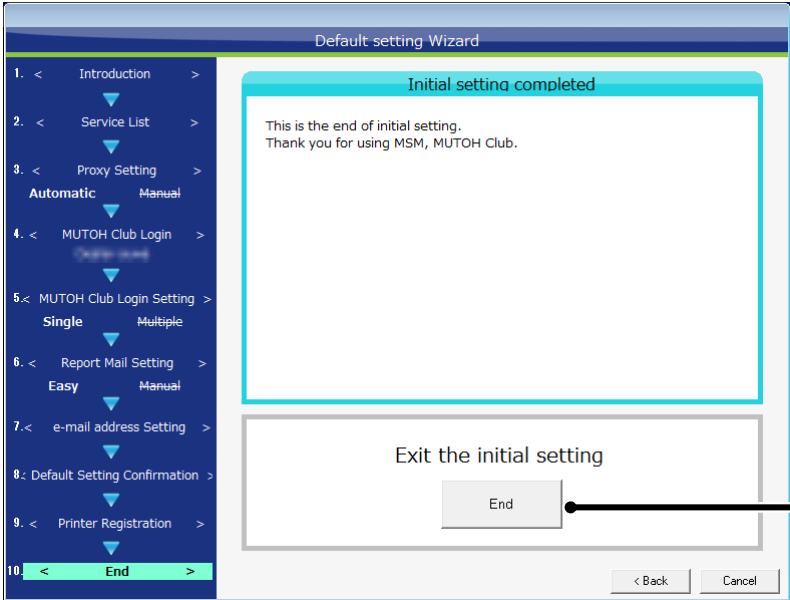 Default setting Wizard
1. < Introduction >
2. < Service List >
3. < Proxy Setting >
Automatic Manual
4. < MUTOH Club Login >
5.< MUTOH Club Login Setting >
Single Multiple
6. < Report Mail Setting >
Easy Manual
7.< e-mail address Setting >
8.< Default Setting Confirmation >
9. < Printer Registration >
10. < End >
Initial setting completed
This is the end of initial setting.
Thank you for using MSM, MUTOH Club.
Exit the initial setting
End
< Back Cancel